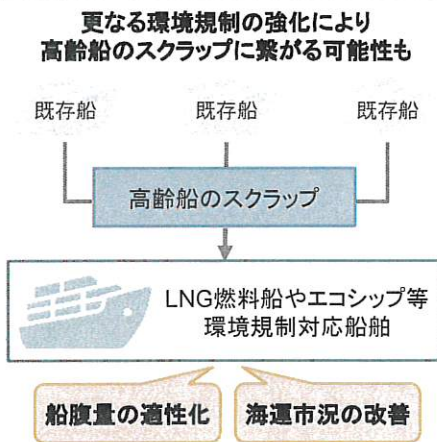 更なる環境規制の強化により
高齢船のスクラップに繋がる可能性も
既存船 既存船 既存船
高齢船のスクラップ
LNG燃料船やエコシップ等
環境規制対応船舶
船腹量の適性化 海運市況の改善